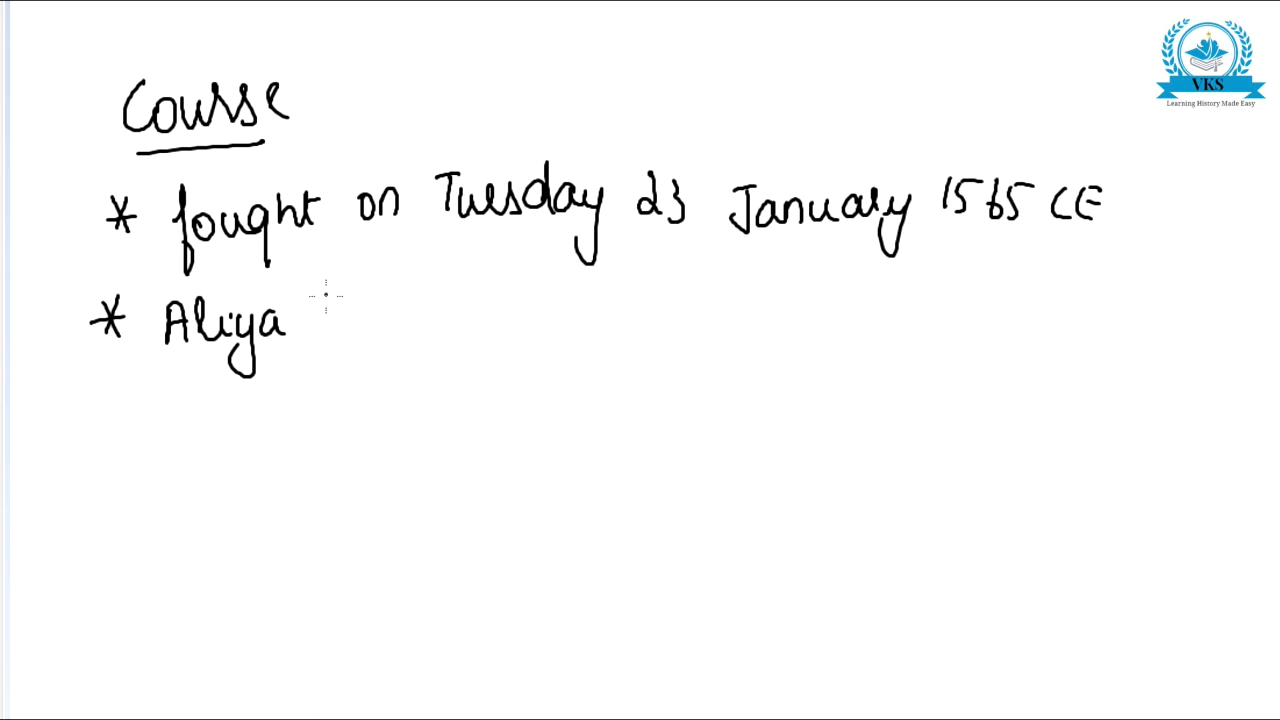 Course
* fought on Tuesday 23 January 1565 CE
* Aliya
VKS
Learning History Made Easy